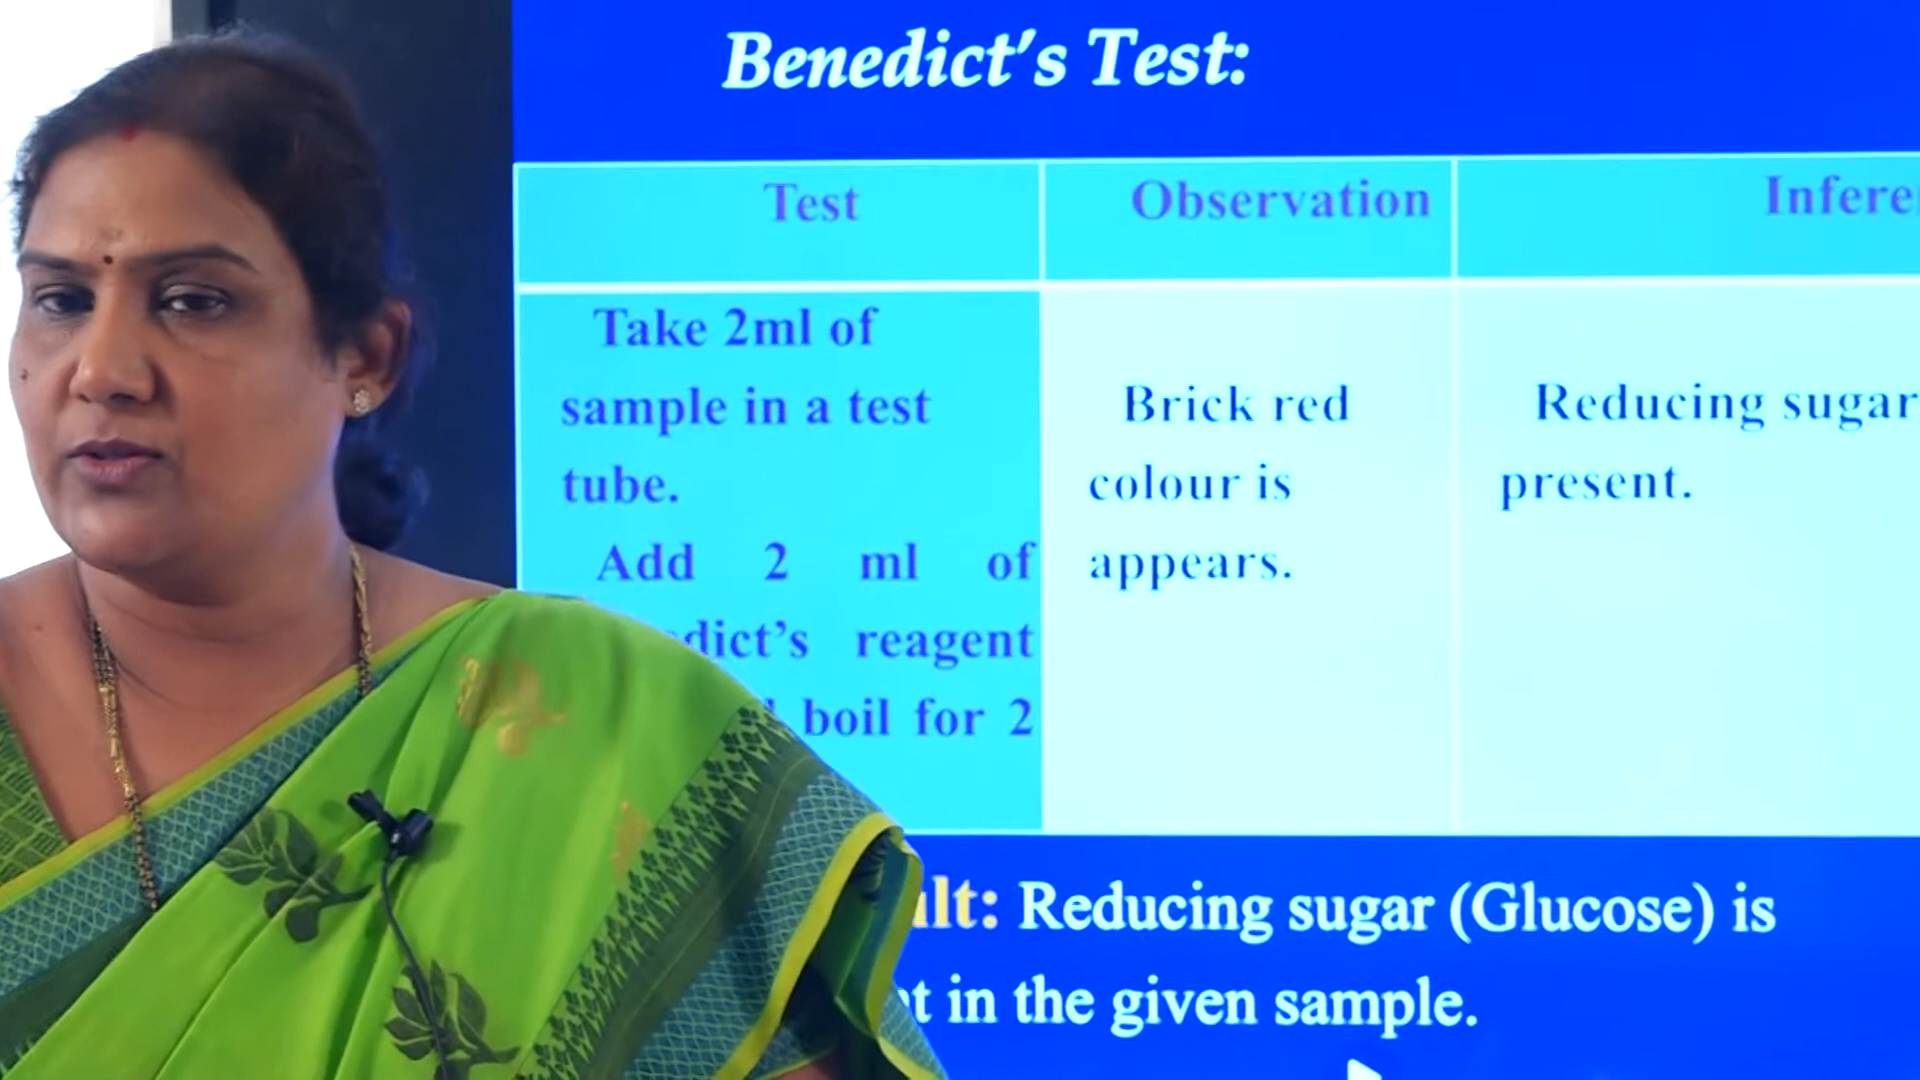 Benedict's Test:
Test
Observation
Take 2ml of
sample in a test
tube.
Add 2 ml of
reagent
boil for 2
Brick red
colour is
appears.
Reducing sugar
present.
Reducing sugar (Glucose) is
in the given sample.